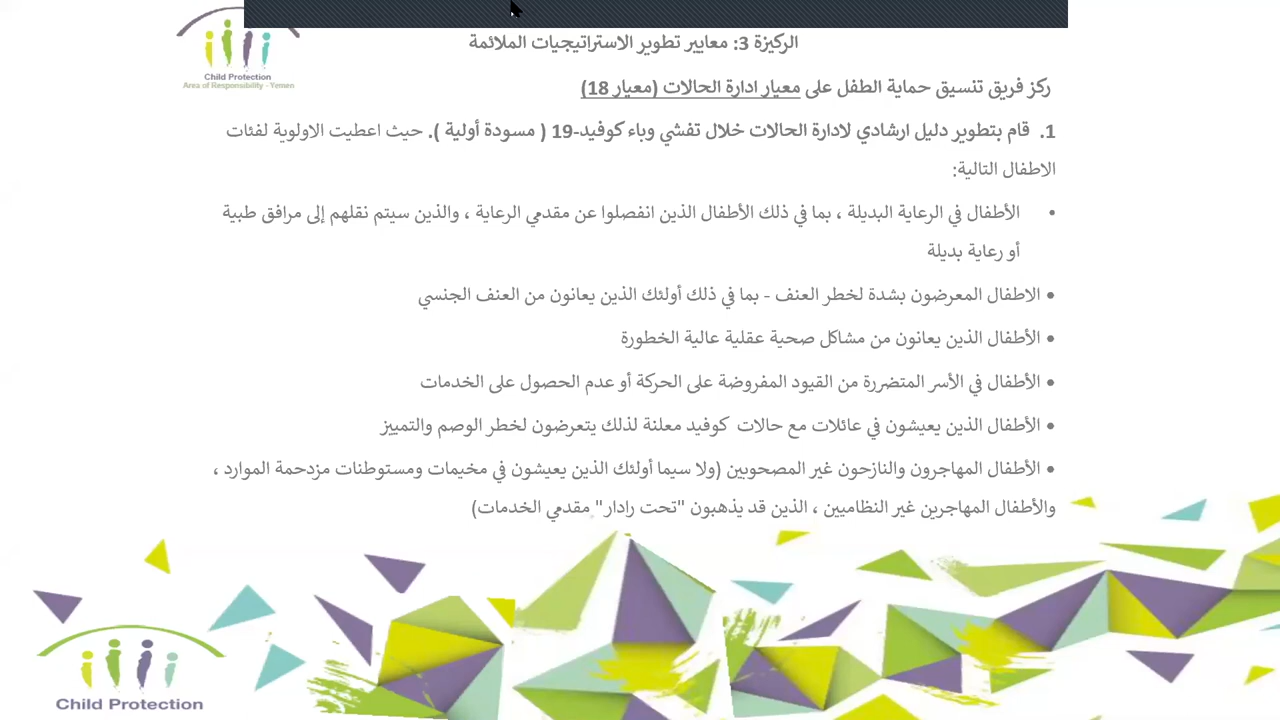 Child Protection
Area of Responsibility - Yemen
الركيزة 3: معايير تطوير الاستراتيجيات الملائمة
ركز فريق تنسيق حماية الطفل على معيار ادارة الحالات (معيار 18)
1. قام بتطوير دليل ارشادي لادارة الحالات خلال تفشي وباء كوفيد-19 ( مسودة أولية ). حيث اعطيت الاولوية لفئات
الاطفال التالية:
• الأطفال في الرعاية البديلة ، بما في ذلك الأطفال الذين انفصلوا عن مقدمي الرعاية ، والذين سيتم نقلهم إلى مرافق طبية
أو رعاية بديلة
• الاطفال المعرضون بشدة لخطر العنف - بما في ذلك أولئك الذين يعانون من العنف الجنسي
• الأطفال الذين يعانون من مشاكل صحية عقلية عالية الخطورة
• الأطفال في الأسر المتضررة من القيود المفروضة على الحركة أو عدم الحصول على الخدمات
• الأطفال الذين يعيشون في عائلات مع حالات كوفيد معلنة لذلك يتعرضون لخطر الوصم والتمييز
• الأطفال المهاجرون والنازحون غير المصحوبين (ولا سيما أولئك الذين يعيشون في مخيمات ومستوطنات مزدحمة الموارد ،
والأطفال المهاجرين غير النظاميين ، الذين قد يذهبون "تحت رادار" مقدمي الخدمات)
Child Protection